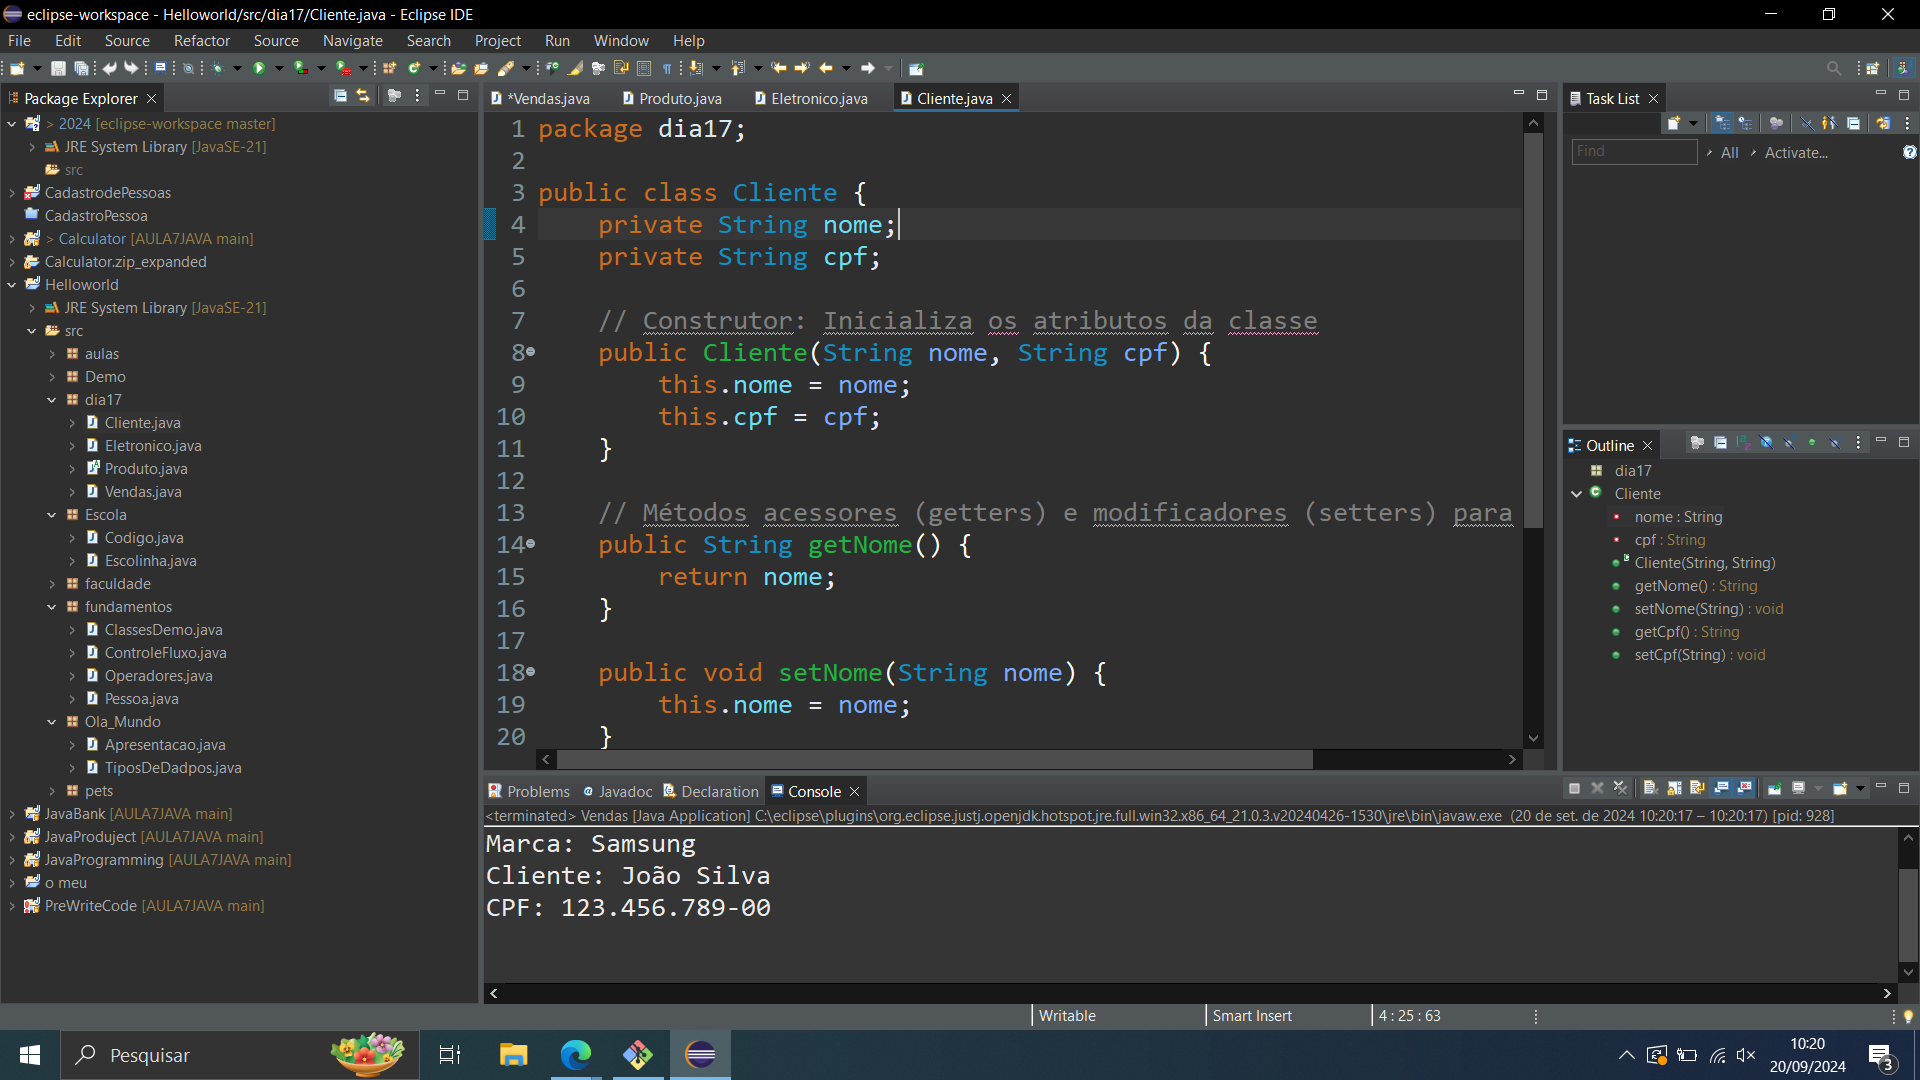 eclipse-workspace - Helloworld/src/dia17/Cliente.java - Eclipse IDE
File Edit Source Refactor Source Navigate Search Project Run Window Help
Package Explorer
> 2024 [eclipse-workspace master]
JRE System Library [JavaSE-21]
src
CadastrodePessoas
CadastroPessoa
> Calculator [AULA7JAVA main]
Calculator.zip_expanded
Helloworld
JRE System Library [JavaSE-21]
src
aulas
Demo
dia17
Cliente.java
Eletronico.java
Produto.java
Vendas.java
Escola
Codigo.java
Escolinha.java
faculdade
fundamentos
ClassesDemo.java
ControleFluxo.java
Operadores.java
Pessoa.java
Ola_Mundo
Apresentacao.java
TiposDeDadpos.java
pets
JavaBank [AULA7JAVA main]
JavaProduject [AULA7JAVA main]
JavaProgramming [AULA7JAVA main]
o meu
PreWriteCode [AULA7JAVA main]
*Vendas.java Produto.java Eletronico.java Cliente.java
1 package dia17;
2
3 public class Cliente {
4 private String nome;
5 private String cpf;
6
7 // Construtor: Inicializa os atributos da classe
8 public Cliente(String nome, String cpf) {
9 this.nome = nome;
10 this.cpf = cpf;
11 }
12
13 // Métodos acessores (getters) e modificadores (setters) para
14 public String getNome() {
15 return nome;
16 }
17
18 public void setNome(String nome) {
19 this.nome = nome;
20 }
Task List
Find All Activate...
Outline
dia17
Cliente
nome : String
cpf : String
Cliente(String, String)
getNome() : String
setNome(String) : void
getCpf() : String
setCpf(String) : void
Problems Javadoc Declaration Console
<terminated> Vendas [Java Application] C:\eclipse\plugins\org.eclipse.justj.openjdk.hotspot.jre.full.win32.x86_64_21.0.3.v20240426-1530\jre\bin\javaw.exe (20 de set. de 2024 10:20:17 – 10:20:17) [pid: 928]
Marca: Samsung
Cliente: João Silva
CPF: 123.456.789-00
Writable Smart Insert 4 : 25 : 63
Pesquisar
10:20
20/09/2024
3